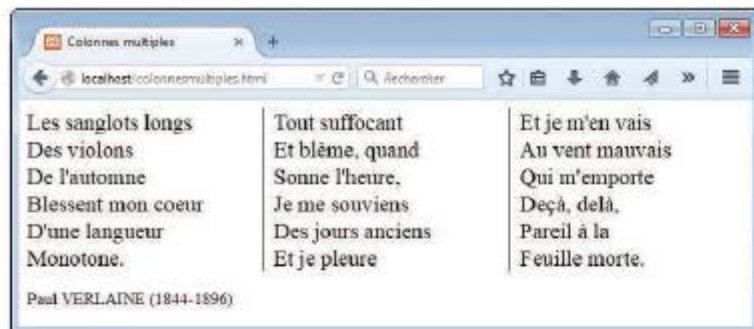 Colonnes multiples
localhost/colonnesmultiples.html
Rechercher
Les sanglots longs
Des violons
De l'automne
Blessent mon coeur
D'une langueur
Monotone.
Tout suffocant
Et blême, quand
Sonne l'heure,
Je me souviens
Des jours anciens
Et je pleure
Et je m'en vais
Au vent mauvais
Qui m'emporte
Deçà, delà,
Pareil à la
Feuille morte.
Paul VERLAINE (1844-1896)